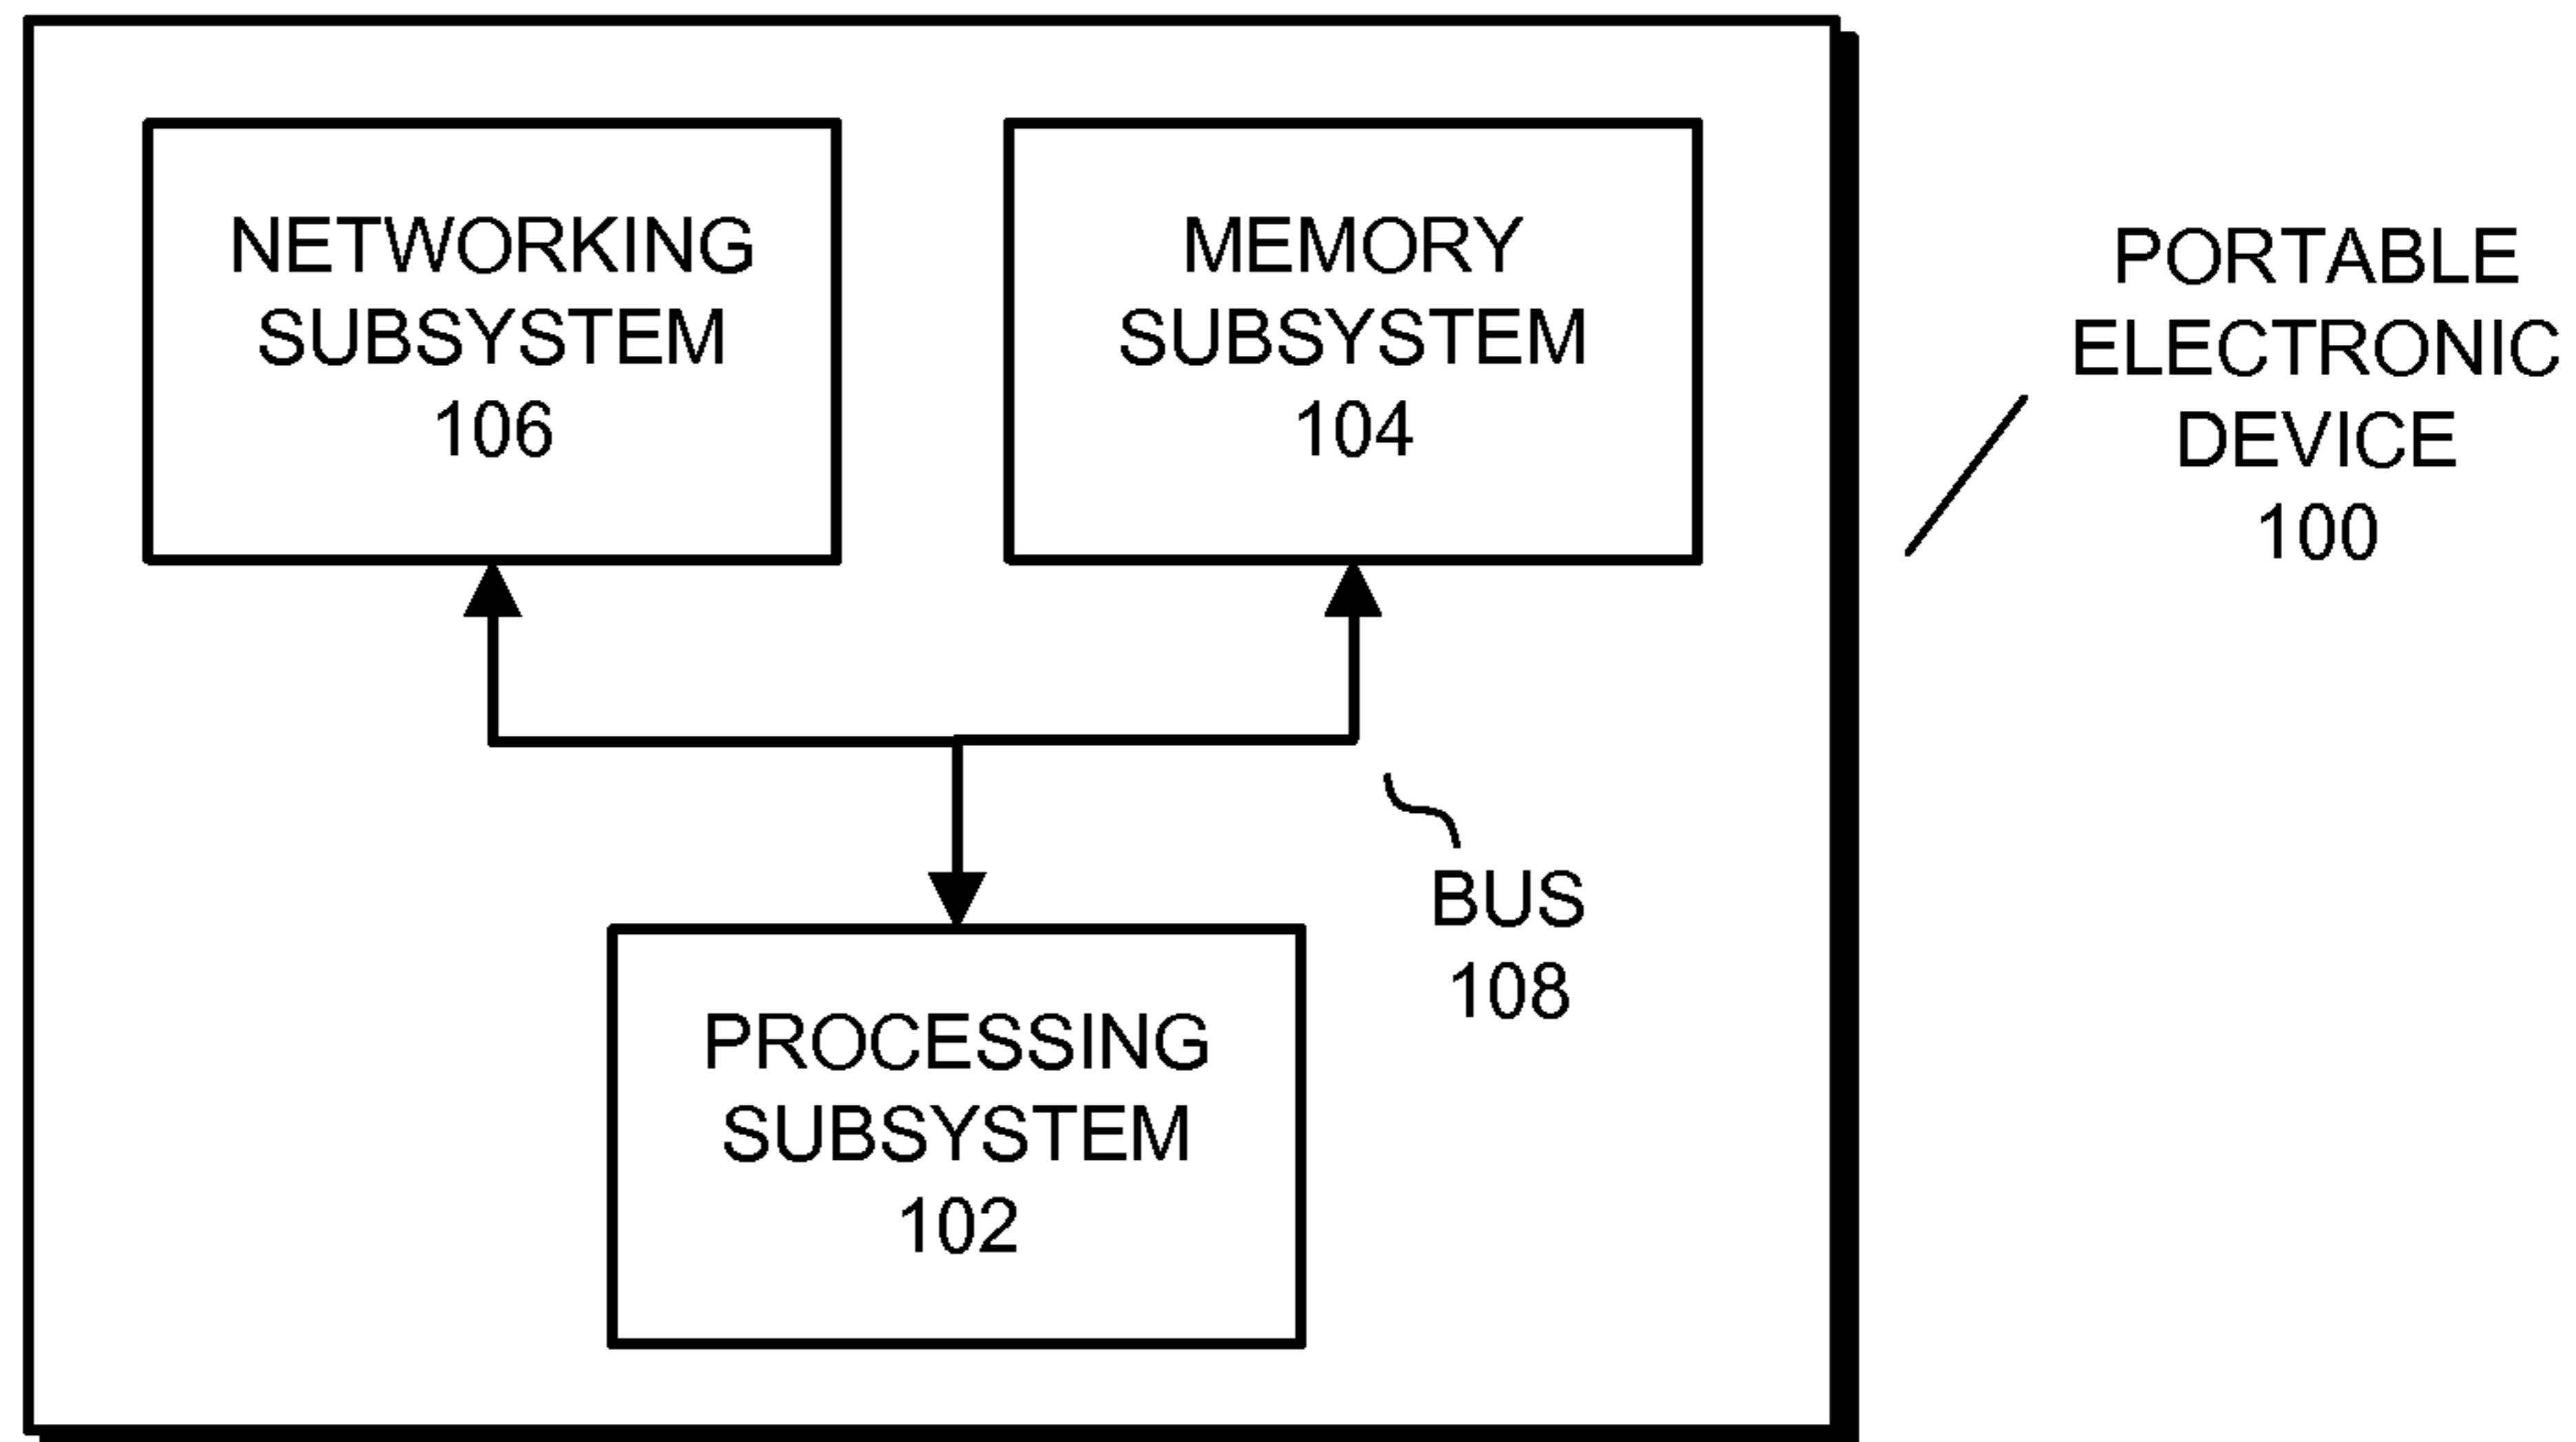 NETWORKING
SUBSYSTEM
106
MEMORY
SUBSYSTEM
104
PORTABLE
ELECTRONIC
DEVICE
100
BUS
108
PROCESSING
SUBSYSTEM
102